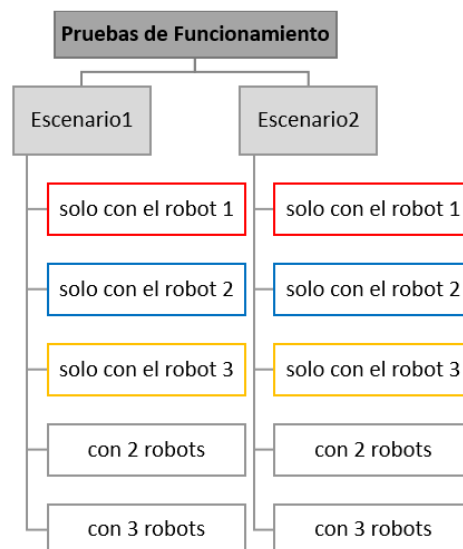 Pruebas de Funcionamiento
Escenario1
solo con el robot 1
solo con el robot 2
solo con el robot 3
con 2 robots
con 3 robots
Escenario2
solo con el robot 1
solo con el robot 2
solo con el robot 3
con 2 robots
con 3 robots